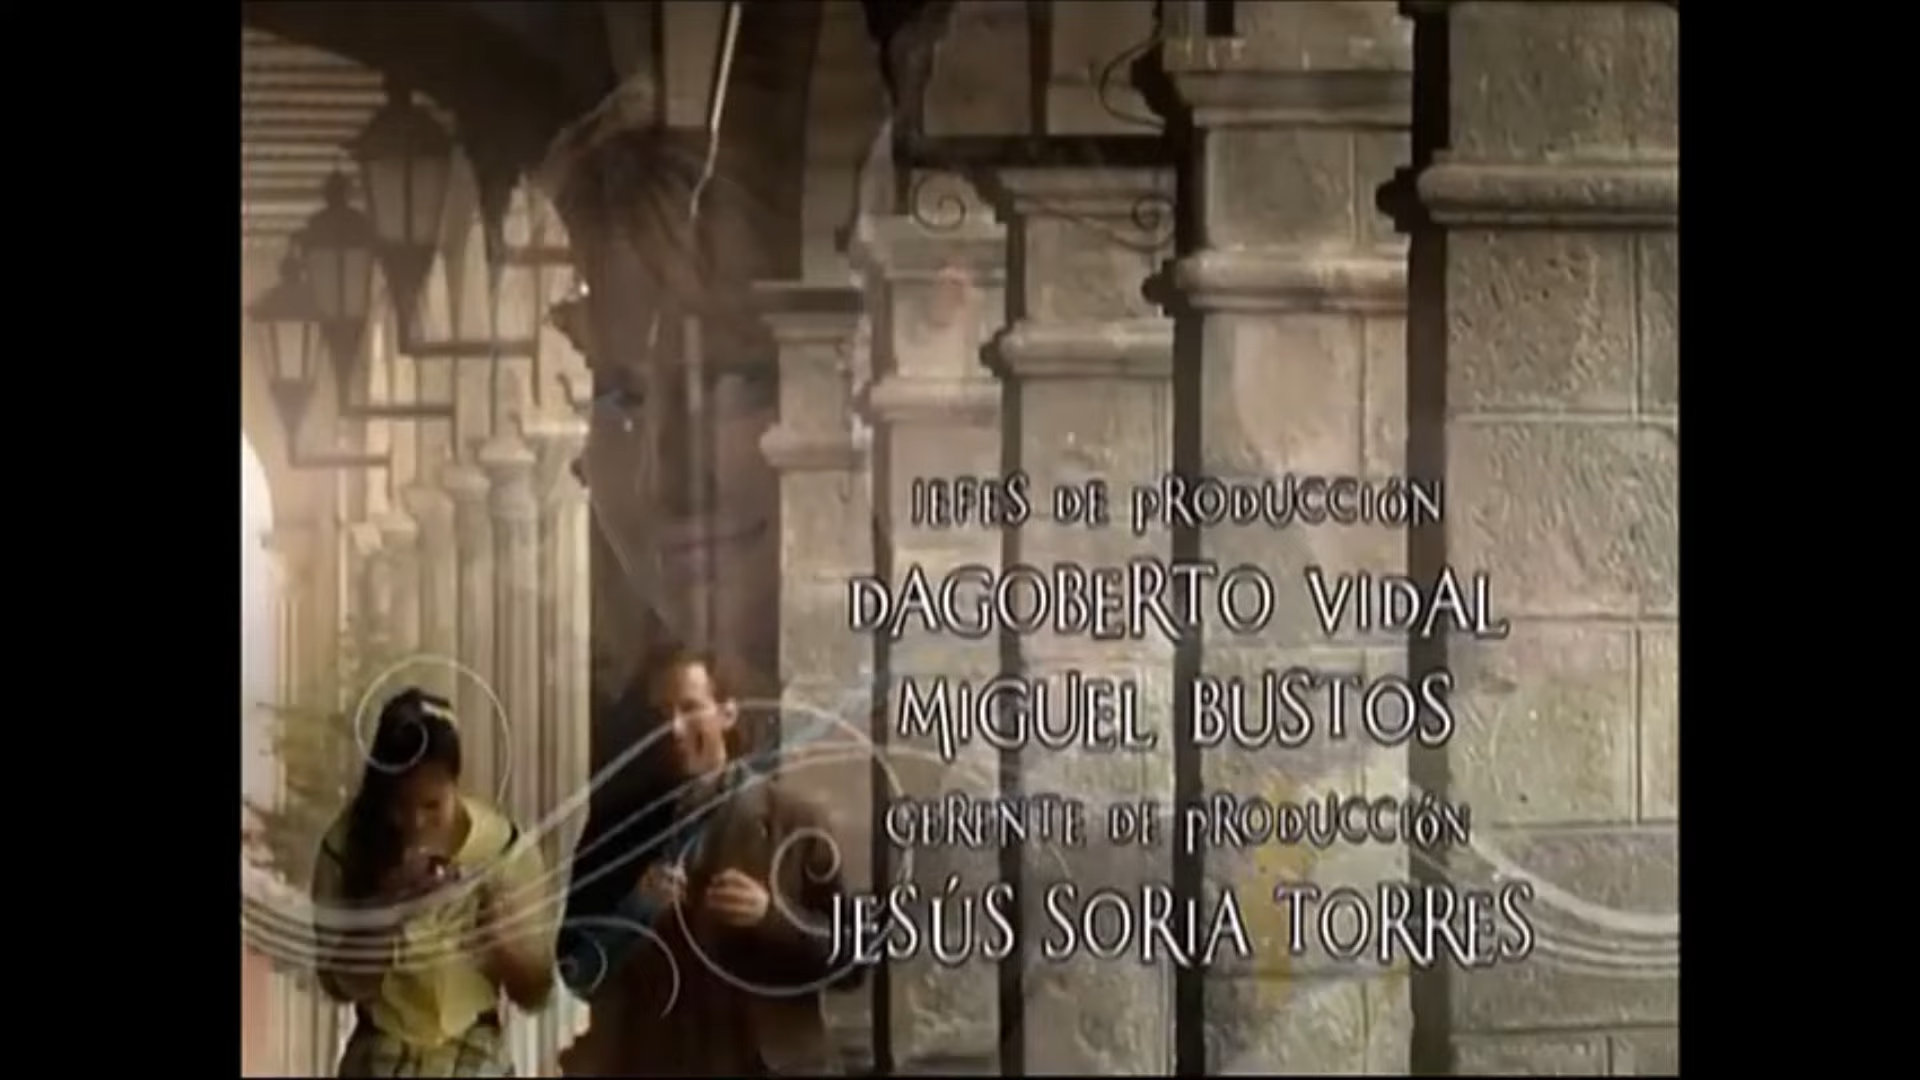 JEFES DE PRODUCCIÓN
DAGOBERTO VIDAL
MIGUEL BUSTOS
GERENTE DE PRODUCCIÓN
JESÚS SORIA TORRES